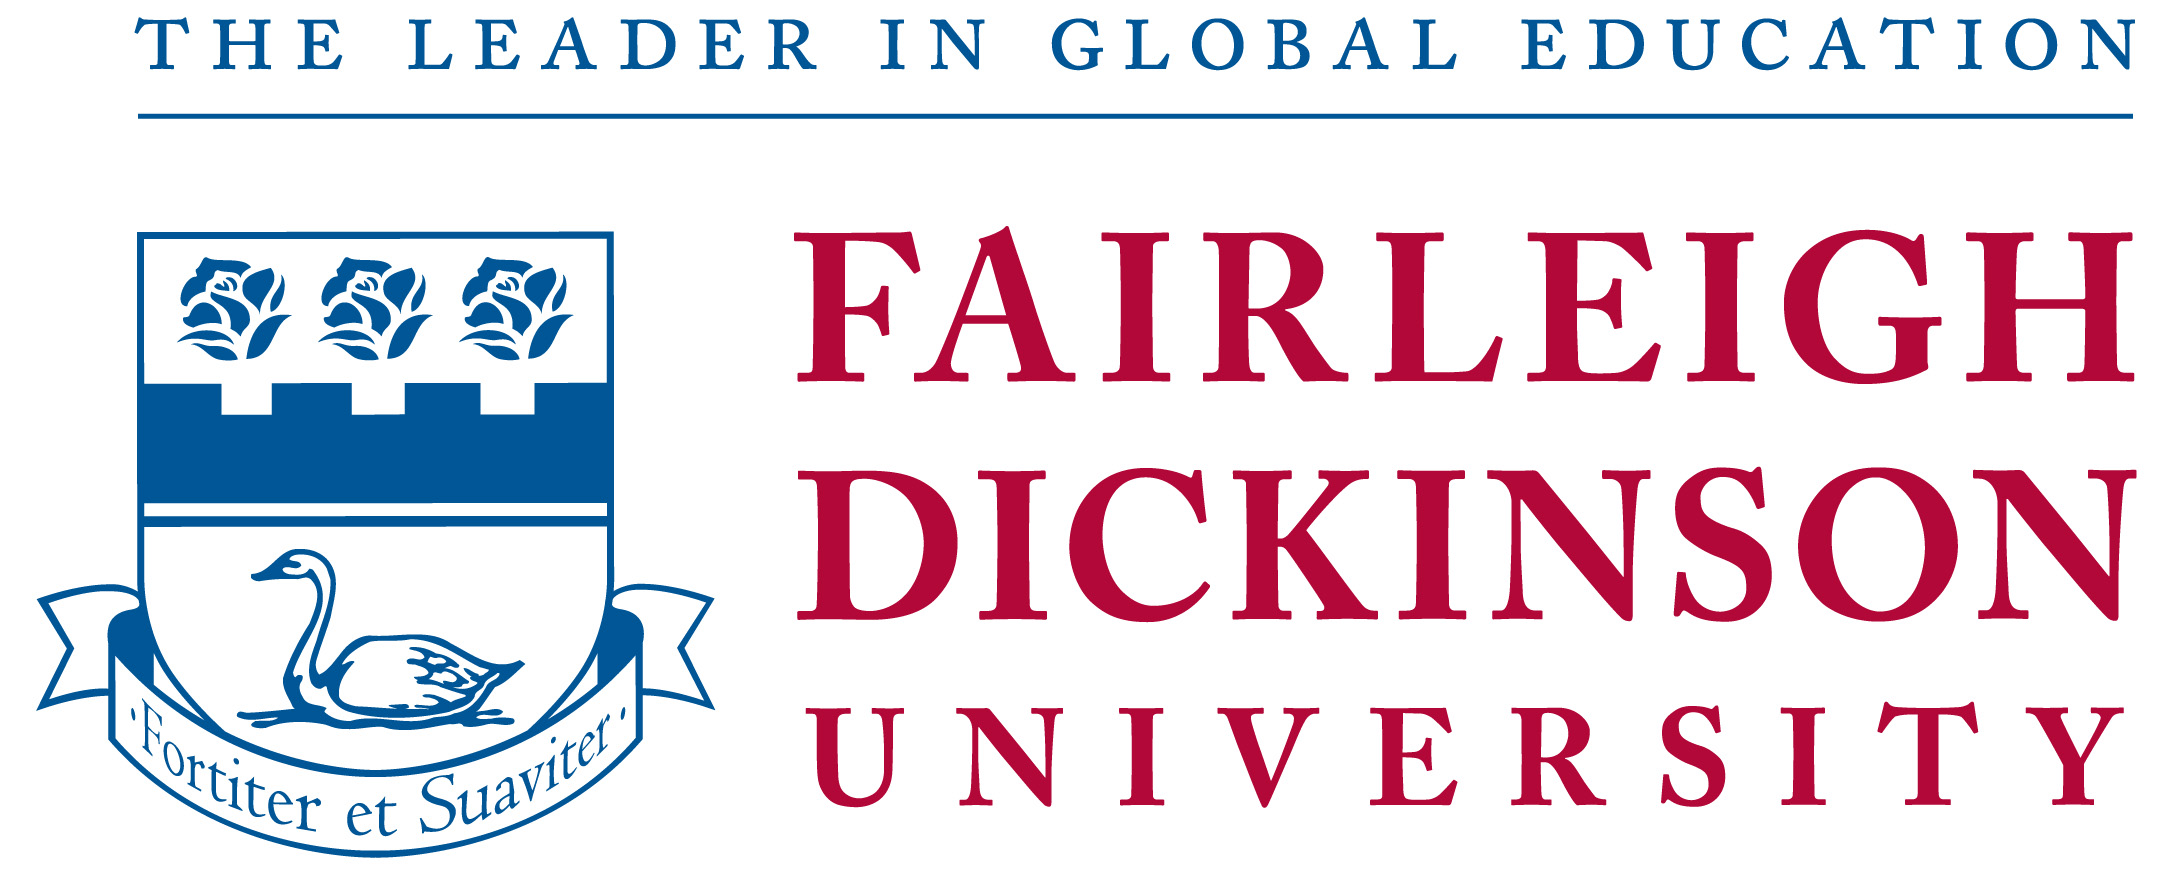 THE LEADER IN GLOBAL EDUCATION
FAIRLEIGH
DICKINSON
UNIVERSITY
·Fortiter et Suaviter·